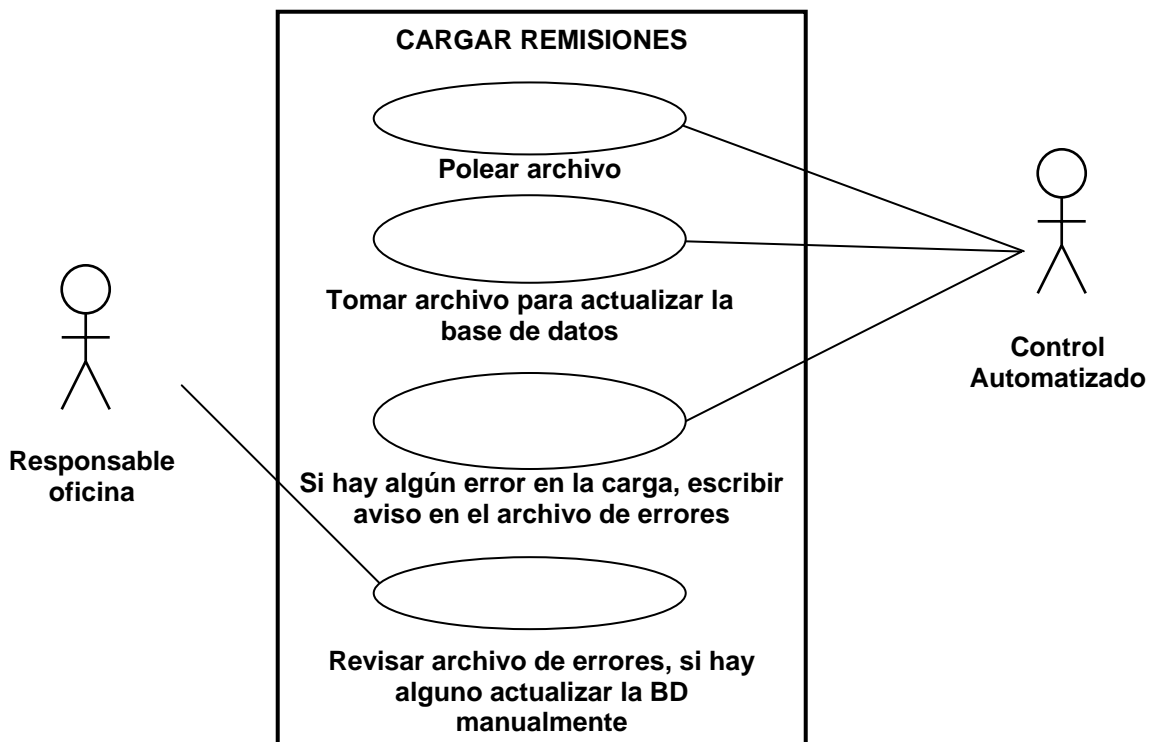 CARGAR REMISIONES
Polear archivo
Tomar archivo para actualizar la
base de datos
Control
Automatizado
Responsable
oficina
Si hay algún error en la carga, escribir
aviso en el archivo de errores
Revisar archivo de errores, si hay
alguno actualizar la BD
manualmente